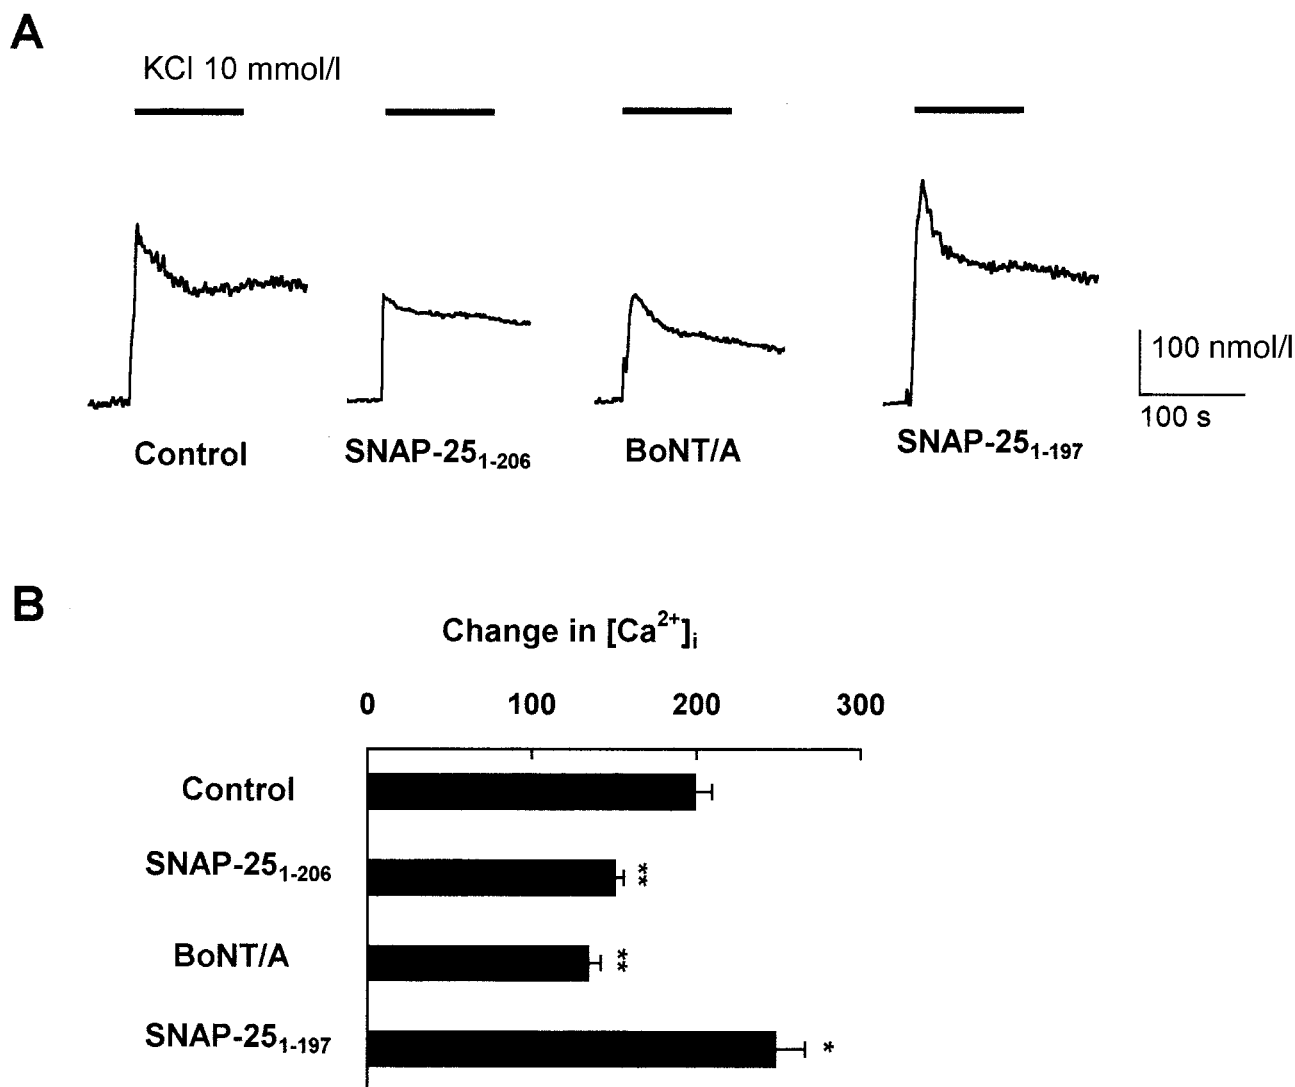 A
KCl 10 mmol/l
100 nmol/l
100 s
Control SNAP-25₁₋₂₀₆ BoNT/A SNAP-25₁₋₁₉₇
B
Change in [Ca²⁺]ᵢ
0 100 200 300
Control
SNAP-25₁₋₂₀₆ **
BoNT/A **
SNAP-25₁₋₁₉₇ *